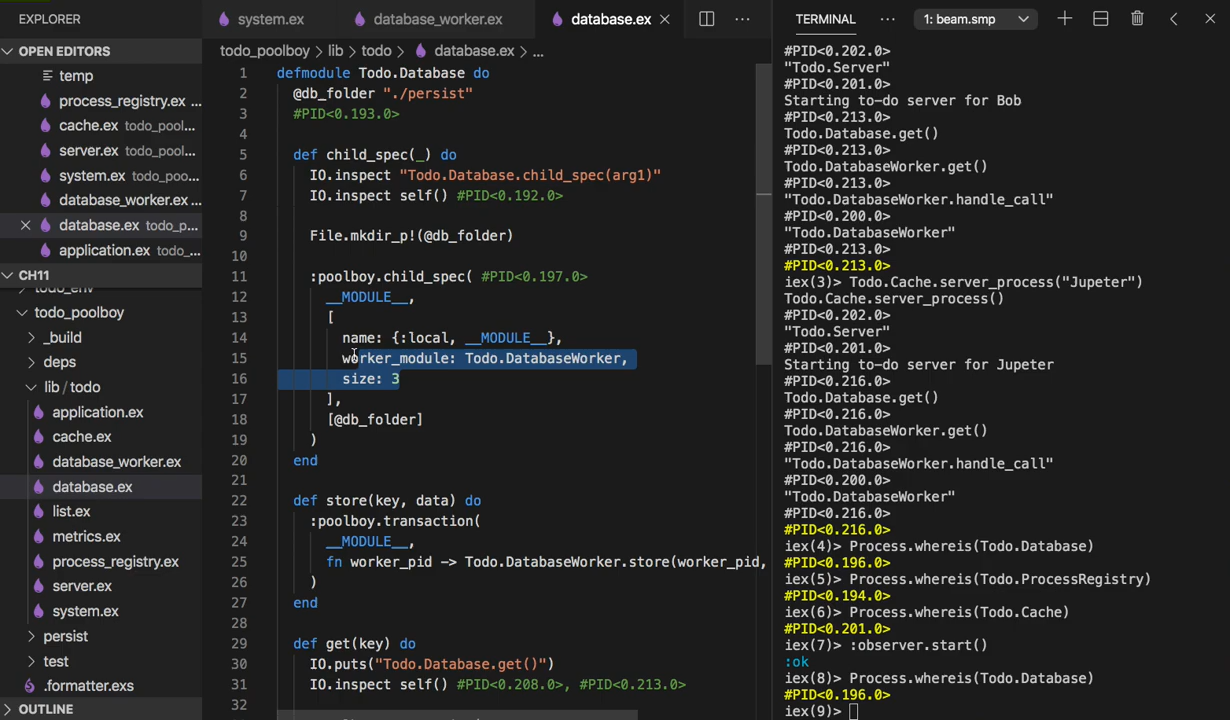 EXPLORER
OPEN EDITORS
temp
process_registry.ex ...
cache.ex todo_pool...
server.ex todo_pool...
system.ex todo_poo...
database_worker.ex ...
database.ex todo_p...
application.ex todo_...
CH11
todo_env
todo_poolboy
_build
deps
lib / todo
application.ex
cache.ex
database_worker.ex
database.ex
list.ex
metrics.ex
process_registry.ex
server.ex
system.ex
persist
test
.formatter.exs
OUTLINE
system.ex
database_worker.ex
database.ex
todo_poolboy > lib > todo > database.ex > ...
1 defmodule Todo.Database do
2 @db_folder "./persist"
3 #PID<0.193.0>
4
5 def child_spec(_) do
6 IO.inspect "Todo.Database.child_spec(arg1)"
7 IO.inspect self() #PID<0.192.0>
8
9 File.mkdir_p!(@db_folder)
10
11 :poolboy.child_spec( #PID<0.197.0>
12 __MODULE__,
13 [
14 name: {:local, __MODULE__},
15 worker_module: Todo.DatabaseWorker,
16 size: 3
17 ],
18 [@db_folder]
19 )
20 end
21
22 def store(key, data) do
23 :poolboy.transaction(
24 __MODULE__,
25 fn worker_pid -> Todo.DatabaseWorker.store(worker_pid,
26 )
27 end
28
29 def get(key) do
30 IO.puts("Todo.Database.get()")
31 IO.inspect self() #PID<0.208.0>, #PID<0.213.0>
32
TERMINAL ... 1: beam.smp
#PID<0.202.0>
"Todo.Server"
#PID<0.201.0>
Starting to-do server for Bob
#PID<0.213.0>
Todo.Database.get()
#PID<0.213.0>
Todo.DatabaseWorker.get()
#PID<0.213.0>
"Todo.DatabaseWorker.handle_call"
#PID<0.200.0>
"Todo.DatabaseWorker"
#PID<0.213.0>
#PID<0.213.0>
iex(3)> Todo.Cache.server_process("Jupeter")
Todo.Cache.server_process()
#PID<0.202.0>
"Todo.Server"
#PID<0.201.0>
Starting to-do server for Jupeter
#PID<0.216.0>
Todo.Database.get()
#PID<0.216.0>
Todo.DatabaseWorker.get()
#PID<0.216.0>
"Todo.DatabaseWorker.handle_call"
#PID<0.200.0>
"Todo.DatabaseWorker"
#PID<0.216.0>
#PID<0.216.0>
iex(4)> Process.whereis(Todo.Database)
#PID<0.196.0>
iex(5)> Process.whereis(Todo.ProcessRegistry)
#PID<0.194.0>
iex(6)> Process.whereis(Todo.Cache)
#PID<0.201.0>
iex(7)> :observer.start()
:ok
iex(8)> Process.whereis(Todo.Database)
#PID<0.196.0>
iex(9)>